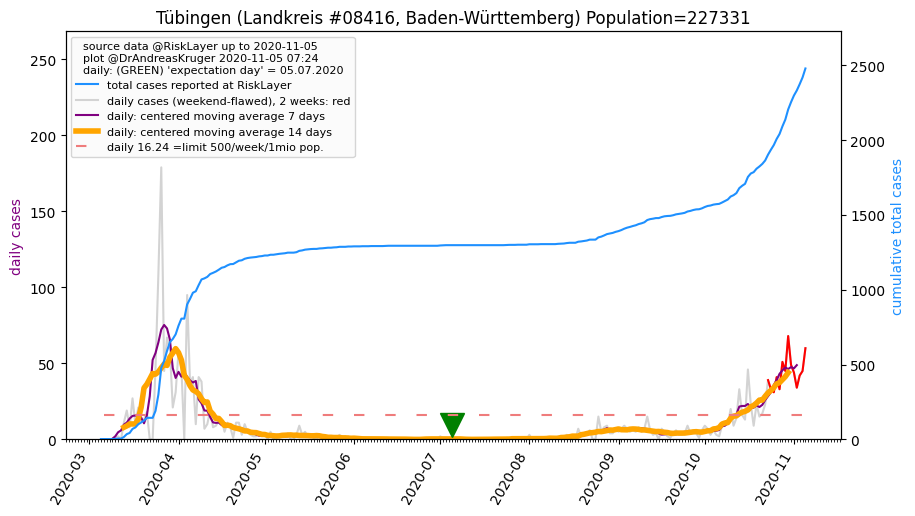 Tübingen (Landkreis #08416, Baden-Württemberg) Population=227331
source data @RiskLayer up to 2020-11-05
plot @DrAndreasKruger 2020-11-05 07:24
daily: (GREEN) 'expectation day' = 05.07.2020
total cases reported at RiskLayer
daily cases (weekend-flawed), 2 weeks: red
daily: centered moving average 7 days
daily: centered moving average 14 days
daily 16.24 =limit 500/week/1mio pop.
daily cases
250
200
150
100
50
0
cumulative total cases
2500
2000
1500
1000
500
0
2020-03
2020-04
2020-05
2020-06
2020-07
2020-08
2020-09
2020-10
2020-11